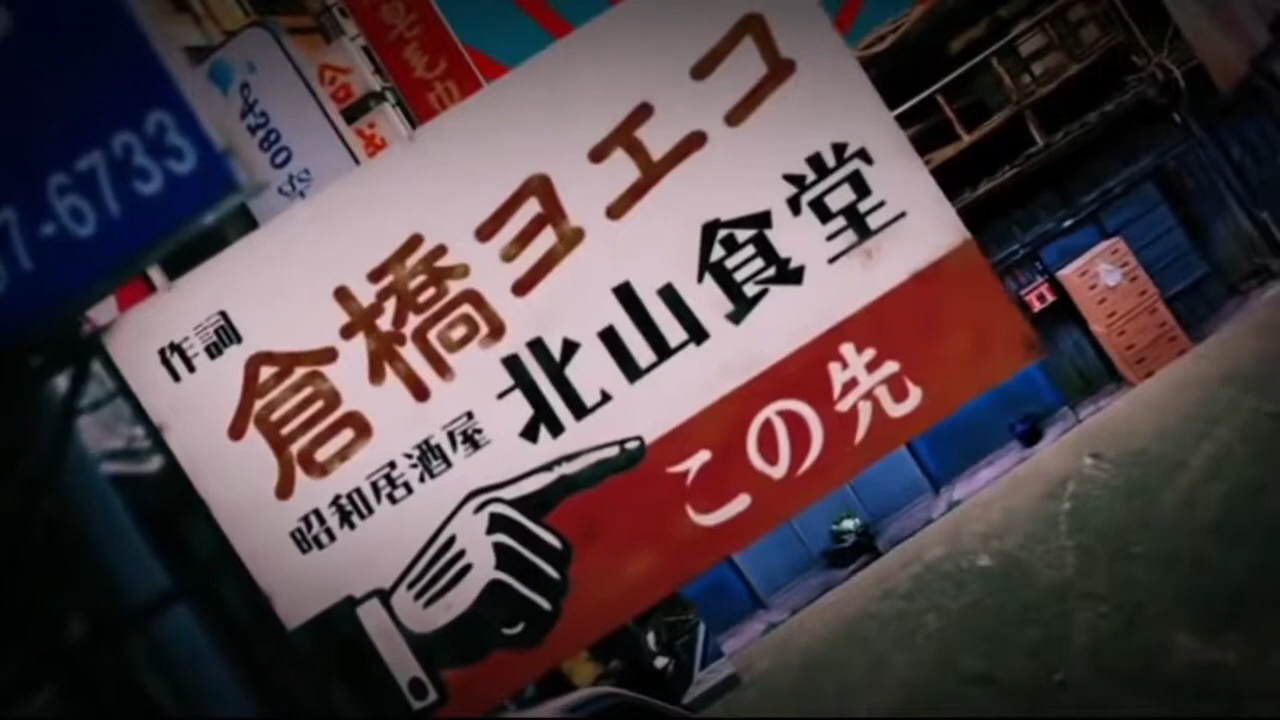 7-6733
作詞
倉橋ヨエコ
昭和居酒屋 北山食堂
この先